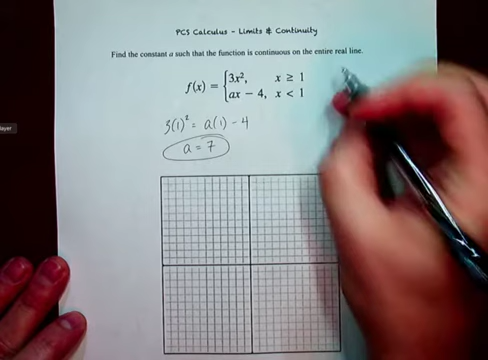 PCS Calculus - Limits & Continuity
Find the constant a such that the function is continuous on the entire real line.
f(x) = { 3x², x ≥ 1
ax − 4, x < 1
3(1)² = a(1) - 4
a = 7